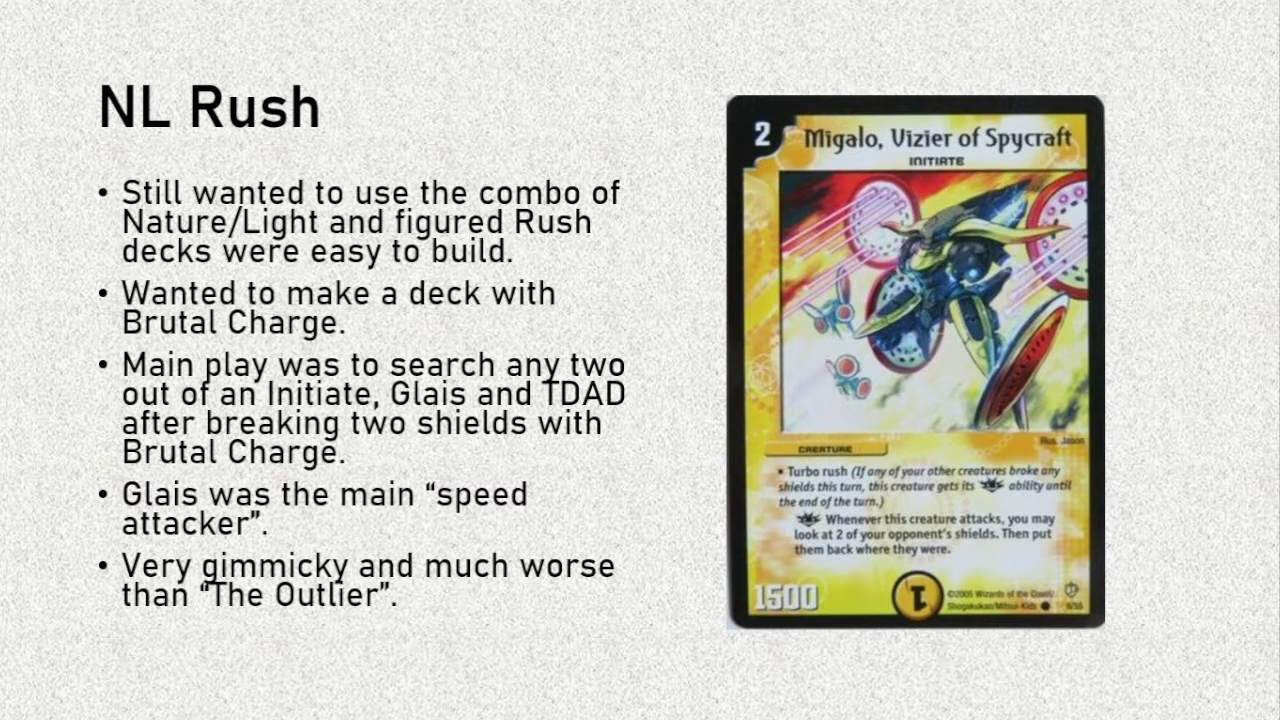 NL Rush
• Still wanted to use the combo of
Nature/Light and figured Rush
decks were easy to build.
• Wanted to make a deck with
Brutal Charge.
• Main play was to search any two
out of an Initiate, Glais and TDAD
after breaking two shields with
Brutal Charge.
• Glais was the main “speed
attacker”.
• Very gimmicky and much worse
than “The Outlier”.
2
Migalo, Vizier of Spycraft
INITIATE
Illus. Jason
CREATURE
▪ Turbo rush (If any of your other creatures broke any
shields this turn, this creature gets its ability until
the end of the turn.)
Whenever this creature attacks, you may
look at 2 of your opponent's shields. Then put
them back where they were.
1500
1
©2005 Wizards of the Coast/
Shogakukan/Mitsui-Kids